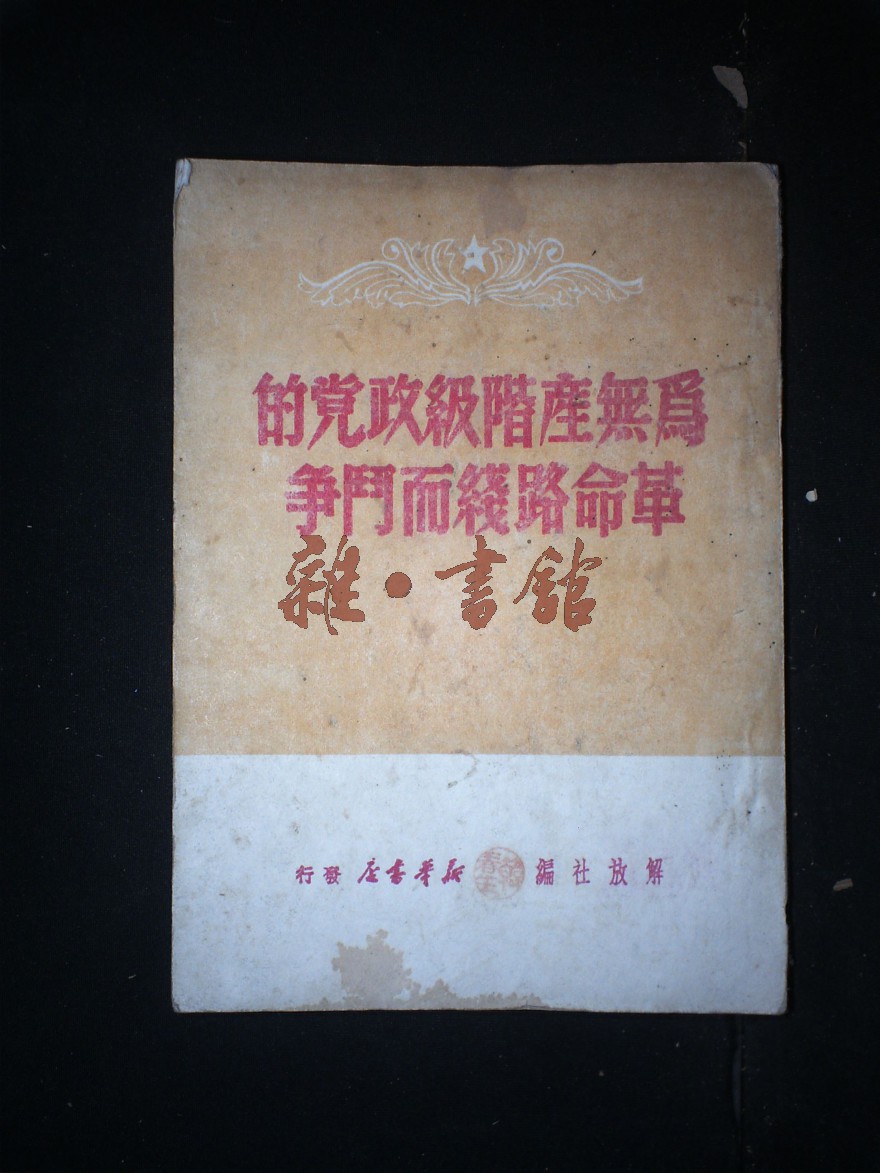 爲無産階級政党的
革命路綫而鬥爭
雜·書舘
解放社編 新華書店 發行